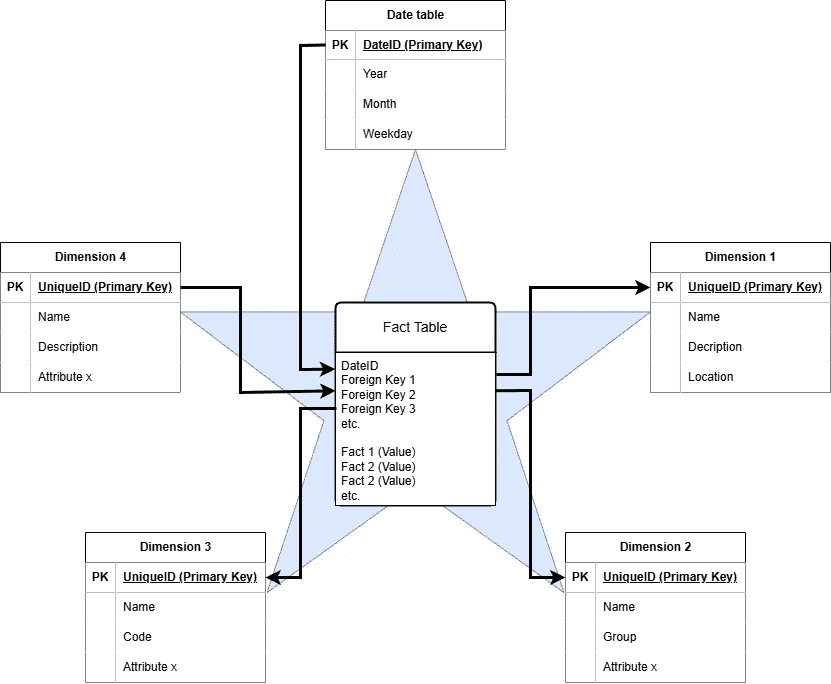 Date table
PK DateID (Primary Key)
Year
Month
Weekday
Dimension 4
PK UniqueID (Primary Key)
Name
Description
Attribute x
Dimension 1
PK UniqueID (Primary Key)
Name
Decription
Location
Fact Table
DateID
Foreign Key 1
Foreign Key 2
Foreign Key 3
etc.
Fact 1 (Value)
Fact 2 (Value)
Fact 2 (Value)
etc.
Dimension 3
PK UniqueID (Primary Key)
Name
Code
Attribute x
Dimension 2
PK UniqueID (Primary Key)
Name
Group
Attribute x